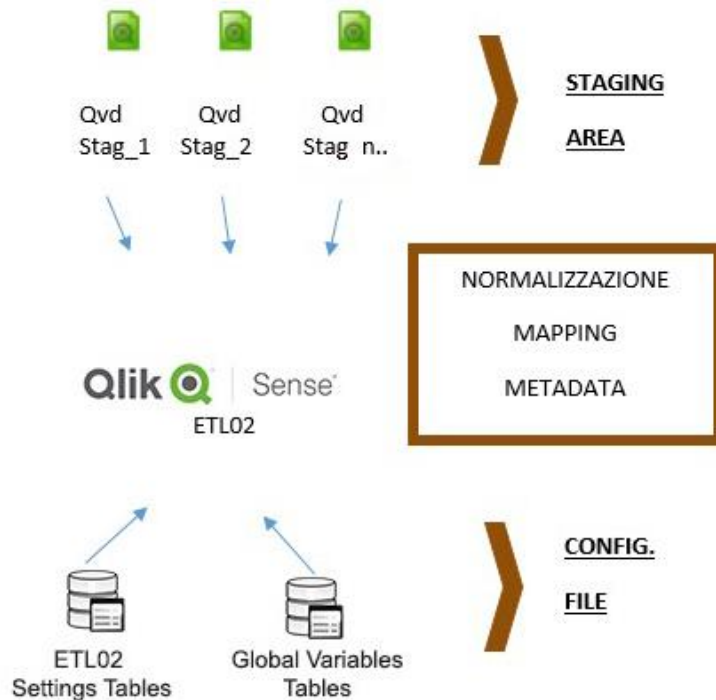 Qvd
Stag_1
Qvd
Stag_2
Qvd
Stag n..
STAGING
AREA
NORMALIZZAZIONE
MAPPING
METADATA
Qlik Sense
ETL02
CONFIG.
FILE
ETL02
Settings Tables
Global Variables
Tables